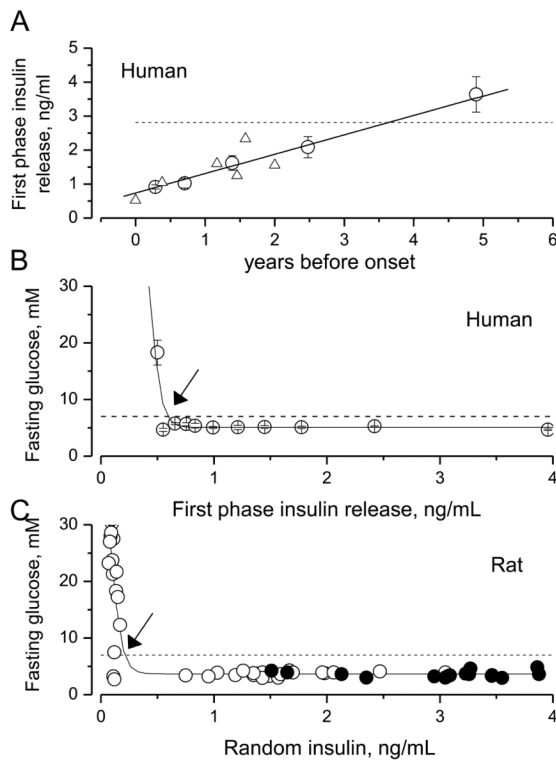 A
Human
First phase insulin
release, ng/ml
5
4
3
2
1
0
0 1 2 3 4 5 6
years before onset
B
Human
Fasting glucose, mM
30
20
10
0
0 1 2 3 4
First phase insulin release, ng/mL
C
Rat
Fasting glucose, mM
30
20
10
0
0 1 2 3 4
Random insulin, ng/mL